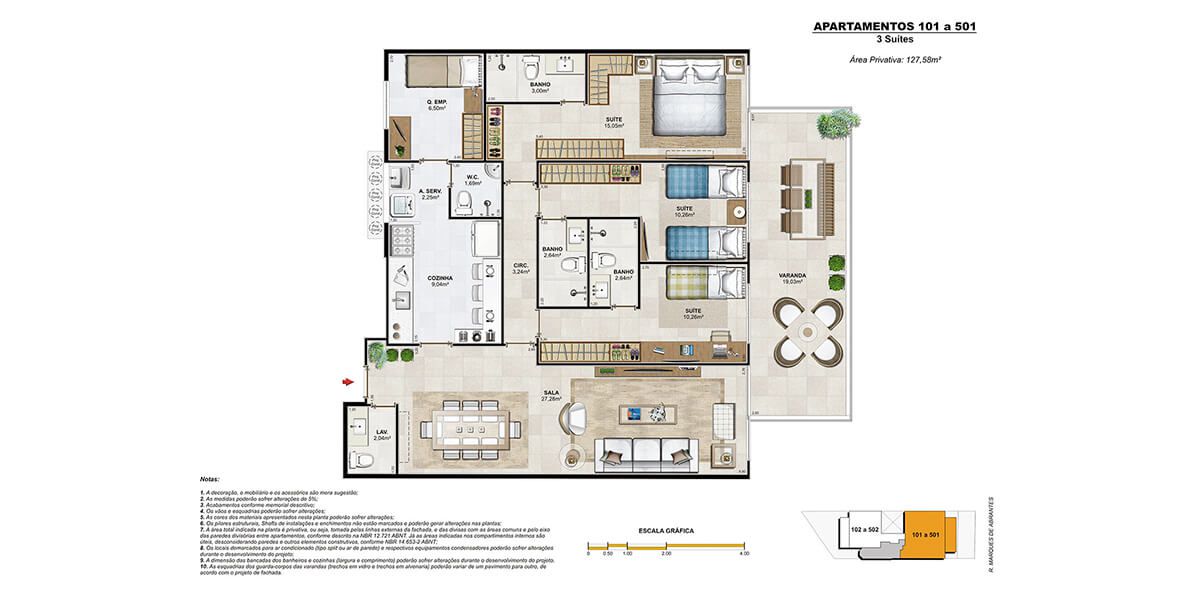 APARTAMENTOS 101 a 501
3 Suítes
Área Privativa: 127,58m²
BANHO
3,00m²
Q. EMP.
6,50m²
SUÍTE
15,05m²
W.C.
1,69m²
A. SERV.
2,25m²
SUÍTE
10,26m²
BANHO
2,64m²
CIRC.
3,24m²
BANHO
2,64m²
COZINHA
9,04m²
VARANDA
19,03m²
SUÍTE
10,26m²
SALA
27,28m²
LAV.
2,04m²
Notas:
1. A decoração, o mobiliário e os acessórios são mera sugestão;
2. As medidas poderão sofrer alterações de 5%;
3. Acabamentos conforme memorial descritivo;
4. Os vãos e esquadrias poderão sofrer alterações;
5. As cores dos materiais apresentados nesta planta poderão sofrer alterações;
6. Os pilares estruturais, Shafts de instalações e enchimentos não estão marcados e poderão gerar alterações nas plantas;
7. A área total indicada na planta é privativa, ou seja, tomada pelas linhas externas da fachada, e das divisas com as áreas comuns e pelo eixo
das paredes divisórias entre apartamentos, conforme descrito na NBR 12.721 ABNT. Já as áreas indicadas nos compartimentos internos são
úteis, desconsiderando paredes e outros elementos construtivos, conforme NBR 14.653-2 ABNT;
8. Os locais demarcados para ar condicionado (tipo split ou ar de parede) e respectivos equipamentos condensadores poderão sofrer alterações
durante o desenvolvimento do projeto;
9. A dimensão das bancadas dos banheiros e cozinha (largura e comprimento) poderão sofrer alterações durante o desenvolvimento do projeto.
10. As esquadrias dos guarda-corpos das varandas (trechos em vidro e trechos em alvenaria) poderão variar de um pavimento para outro, de
acordo com o projeto de fachada.
ESCALA GRÁFICA
0 0.50 1.00 2.00 4.00
102 a 502
101 a 501
R. MARQUES DE ABRANTES